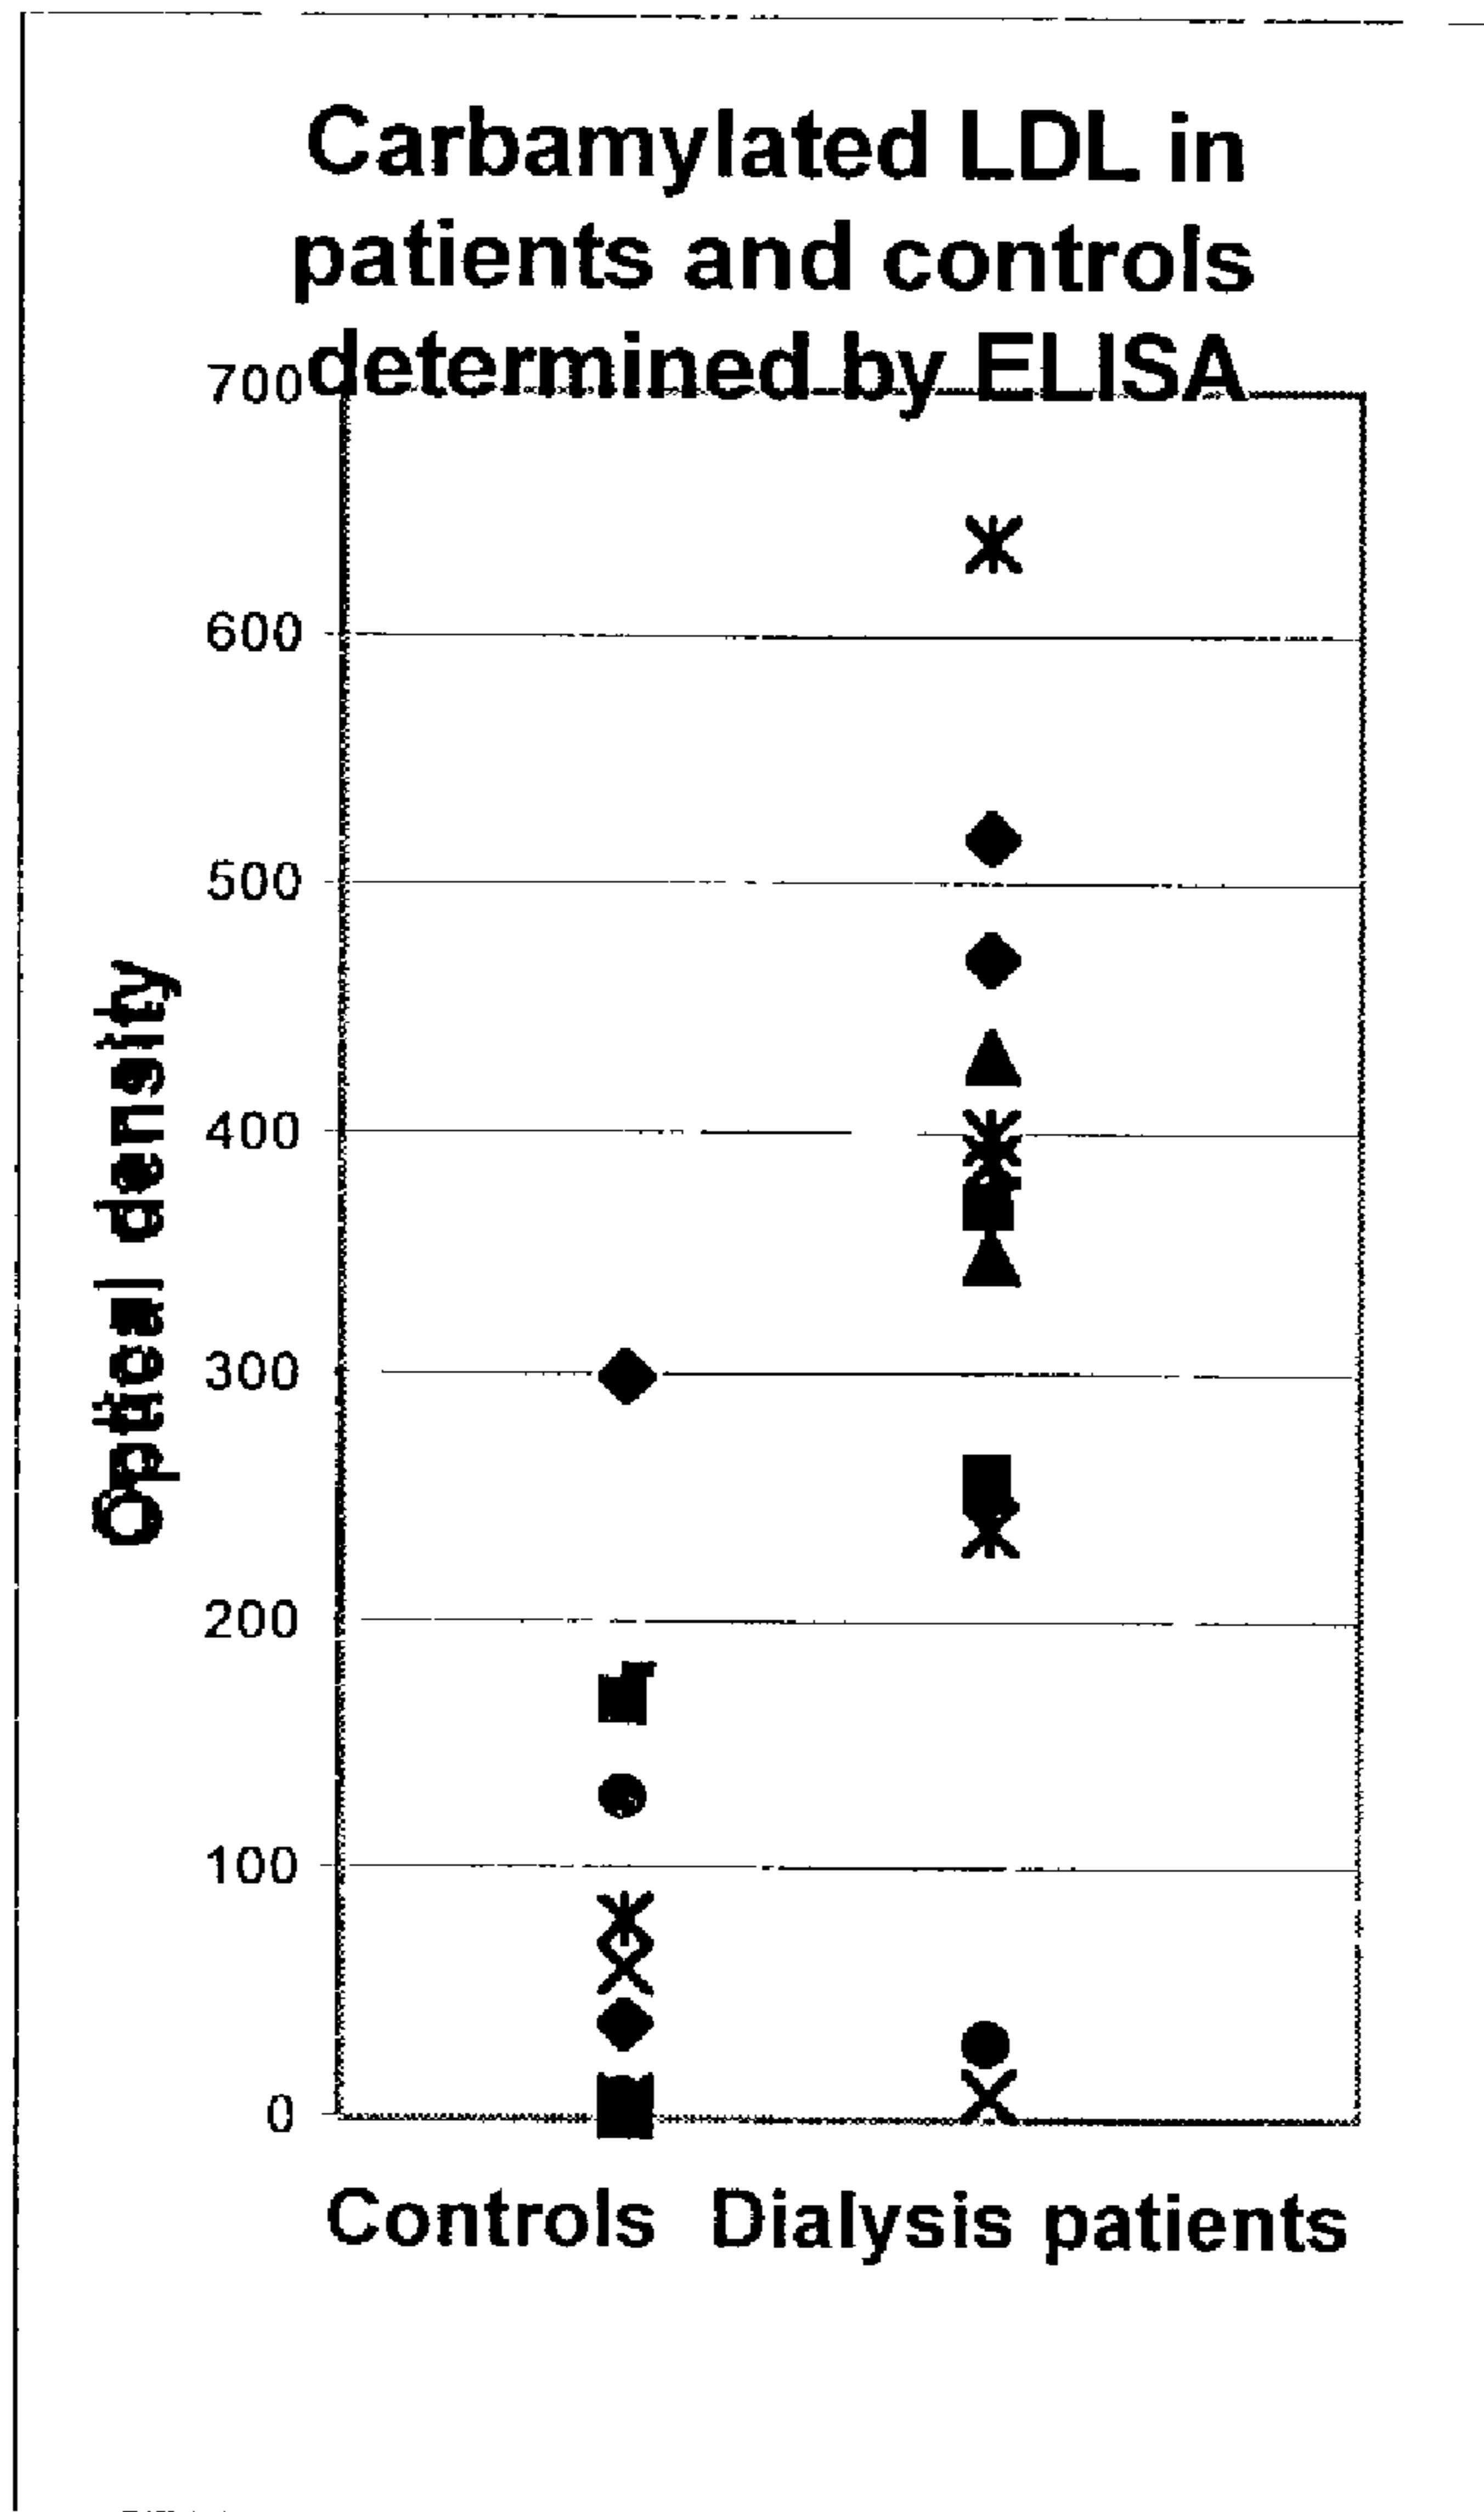 Carbamylated LDL in
patients and controls
determined by ELISA
700
600
500
400
300
200
100
0
Optical density
Controls Dialysis patients